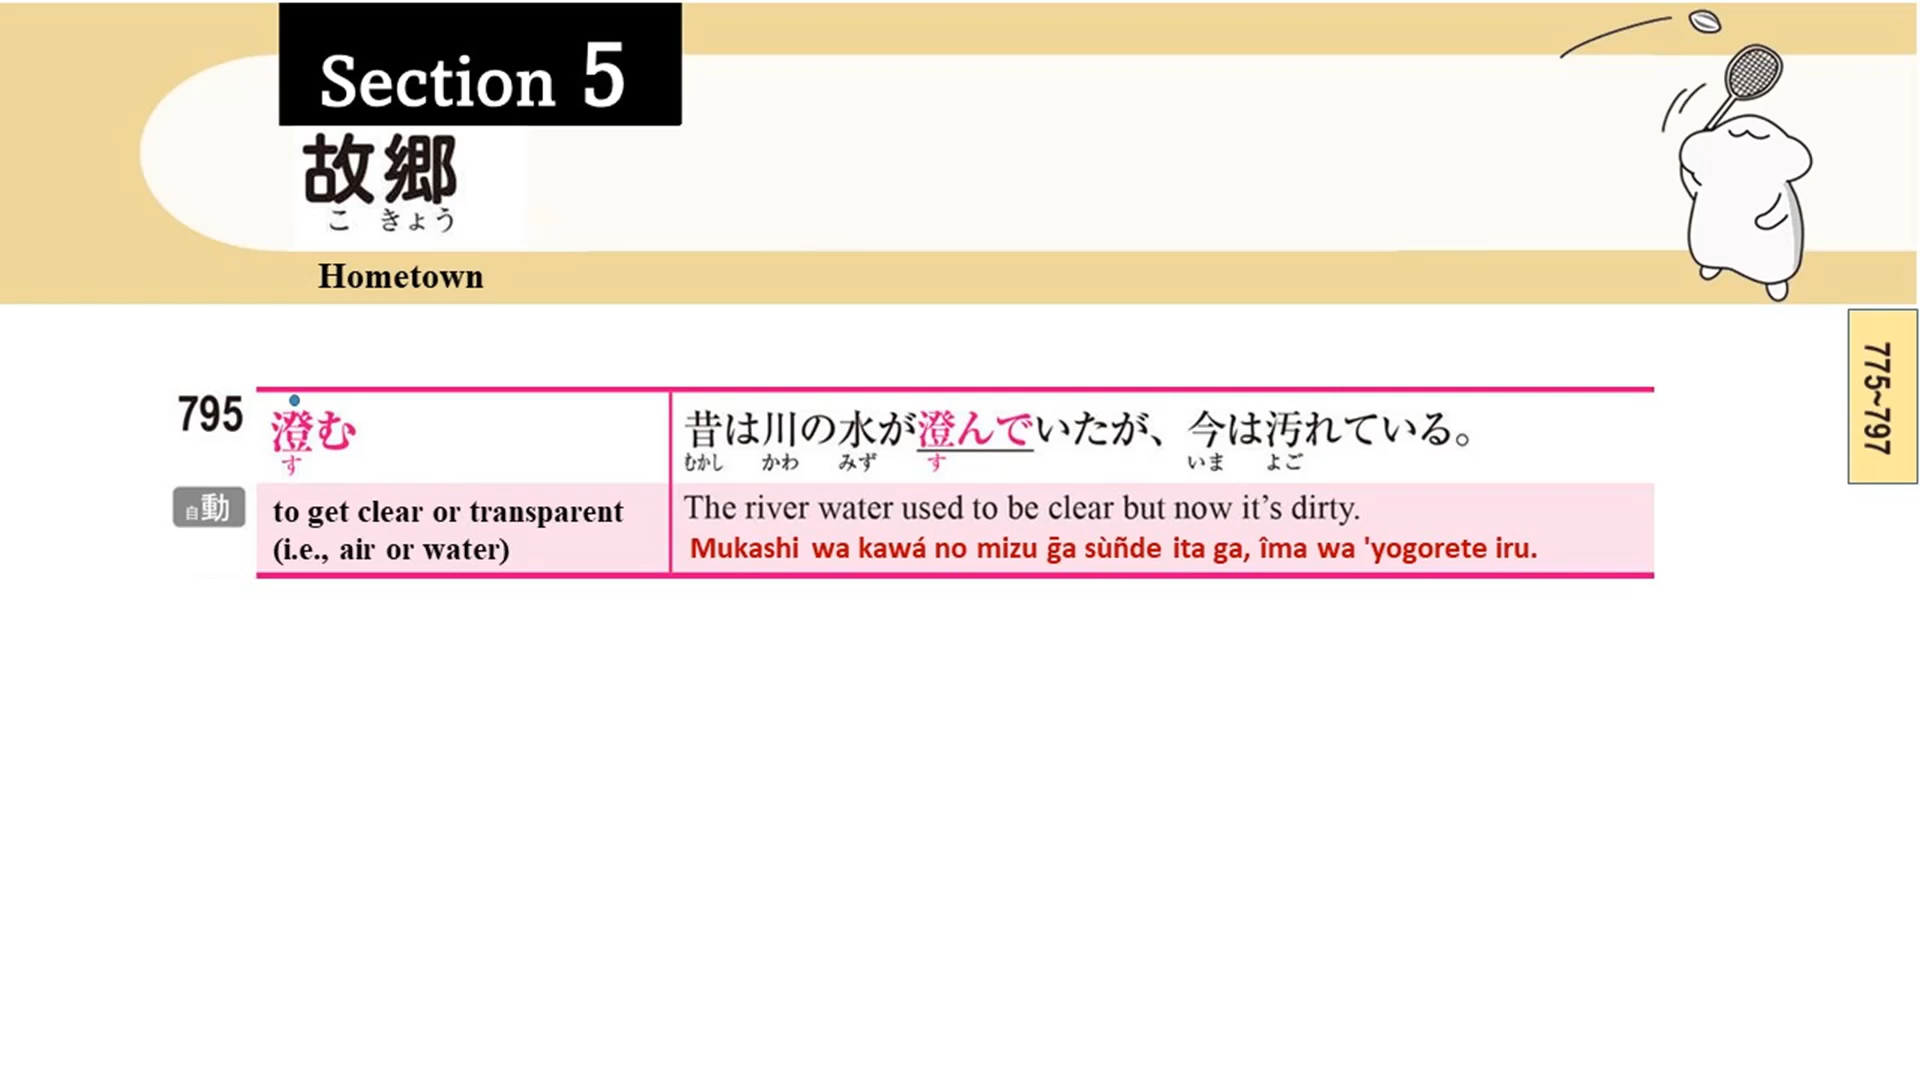 Section 5
故郷
こ きょう
Hometown
775~797
795
澄む
す
自動
to get clear or transparent
(i.e., air or water)
昔は川の水が澄んでいたが、今は汚れている。
むかし かわ みず す いま よご
The river water used to be clear but now it’s dirty.
Mukashi wa kawá no mizu ḡa sùñde ita ga, îma wa 'yogorete iru.